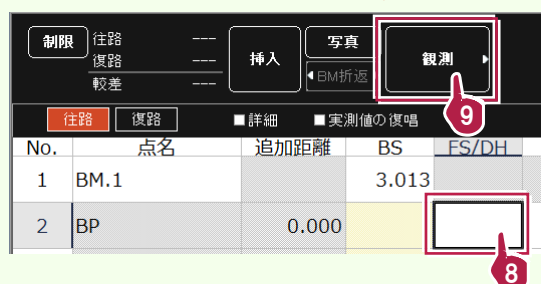 制限 往路 ---
復路 ---
較差 ---
挿入
写真
◀BM折返
観測 ▶
9
往路 復路 ■詳細 ■実測値の復唱
No. 点名 追加距離 BS FS/DH
1 BM.1 3.013
2 BP 0.000
8